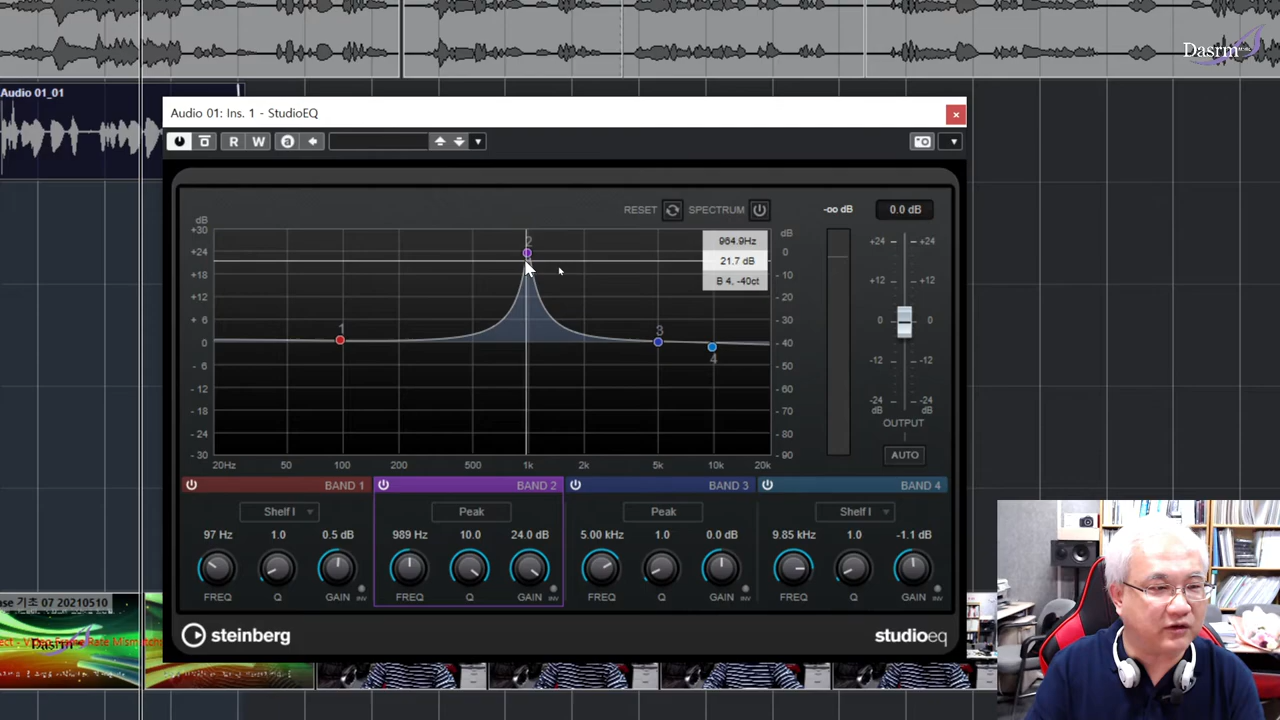 Dasrm
Audio 01_01
Audio 01: Ins. 1 - StudioEQ
R W a
RESET SPECTRUM -oo dB 0.0 dB
dB dB
+30
+24 0
+18 - 10
+12 - 20
+ 6 - 30
0 - 40
- 6 - 50
- 12 - 60
- 18 - 70
- 24 - 80
- 30 - 90
984.9Hz
21.7 dB
B 4, -40ct
1 2 3 4
+24 +24
+12 +12
0 0
-12 -12
-24 -24
dB dB
OUTPUT
AUTO
20Hz 50 100 200 500 1k 2k 5k 10k 20k
BAND 1 BAND 2 BAND 3 BAND 4
Shelf I Peak Peak Shelf I
97 Hz 1.0 0.5 dB 989 Hz 10.0 24.0 dB 5.00 kHz 1.0 0.0 dB 9.85 kHz 1.0 -1.1 dB
FREQ Q GAIN FREQ Q GAIN FREQ Q GAIN FREQ Q GAIN
steinberg studioeq
ase 기초 07 20210510
Dasrm